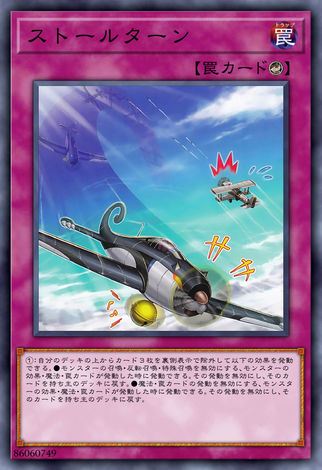 ストールターン
トラップ
罠
【罠カード】
キキッ
①:自分のデッキの上からカード3枚を裏側表示で除外して以下の効果を発動
できる。●モンスターの召喚・反転召喚・特殊召喚を無効にする、モンスターの
効果・魔法・罠カードが発動した時に発動できる。その発動を無効にし、そのカ
ードを持ち主のデッキに戻す。●魔法・罠カードの発動を無効にする、モンスター
の効果・魔法・罠カードが発動した時に発動できる。その発動を無効にし、そ
のカードを持ち主のデッキに戻す。
86060749